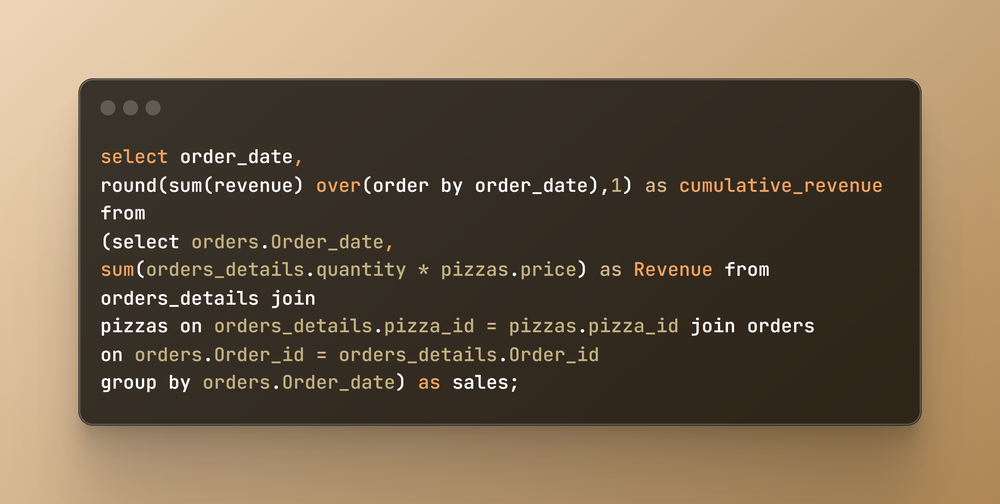 select order_date,
round(sum(revenue) over(order by order_date),1) as cumulative_revenue
from
(select orders.Order_date,
sum(orders_details.quantity * pizzas.price) as Revenue from
orders_details join
pizzas on orders_details.pizza_id = pizzas.pizza_id join orders
on orders.Order_id = orders_details.Order_id
group by orders.Order_date) as sales;